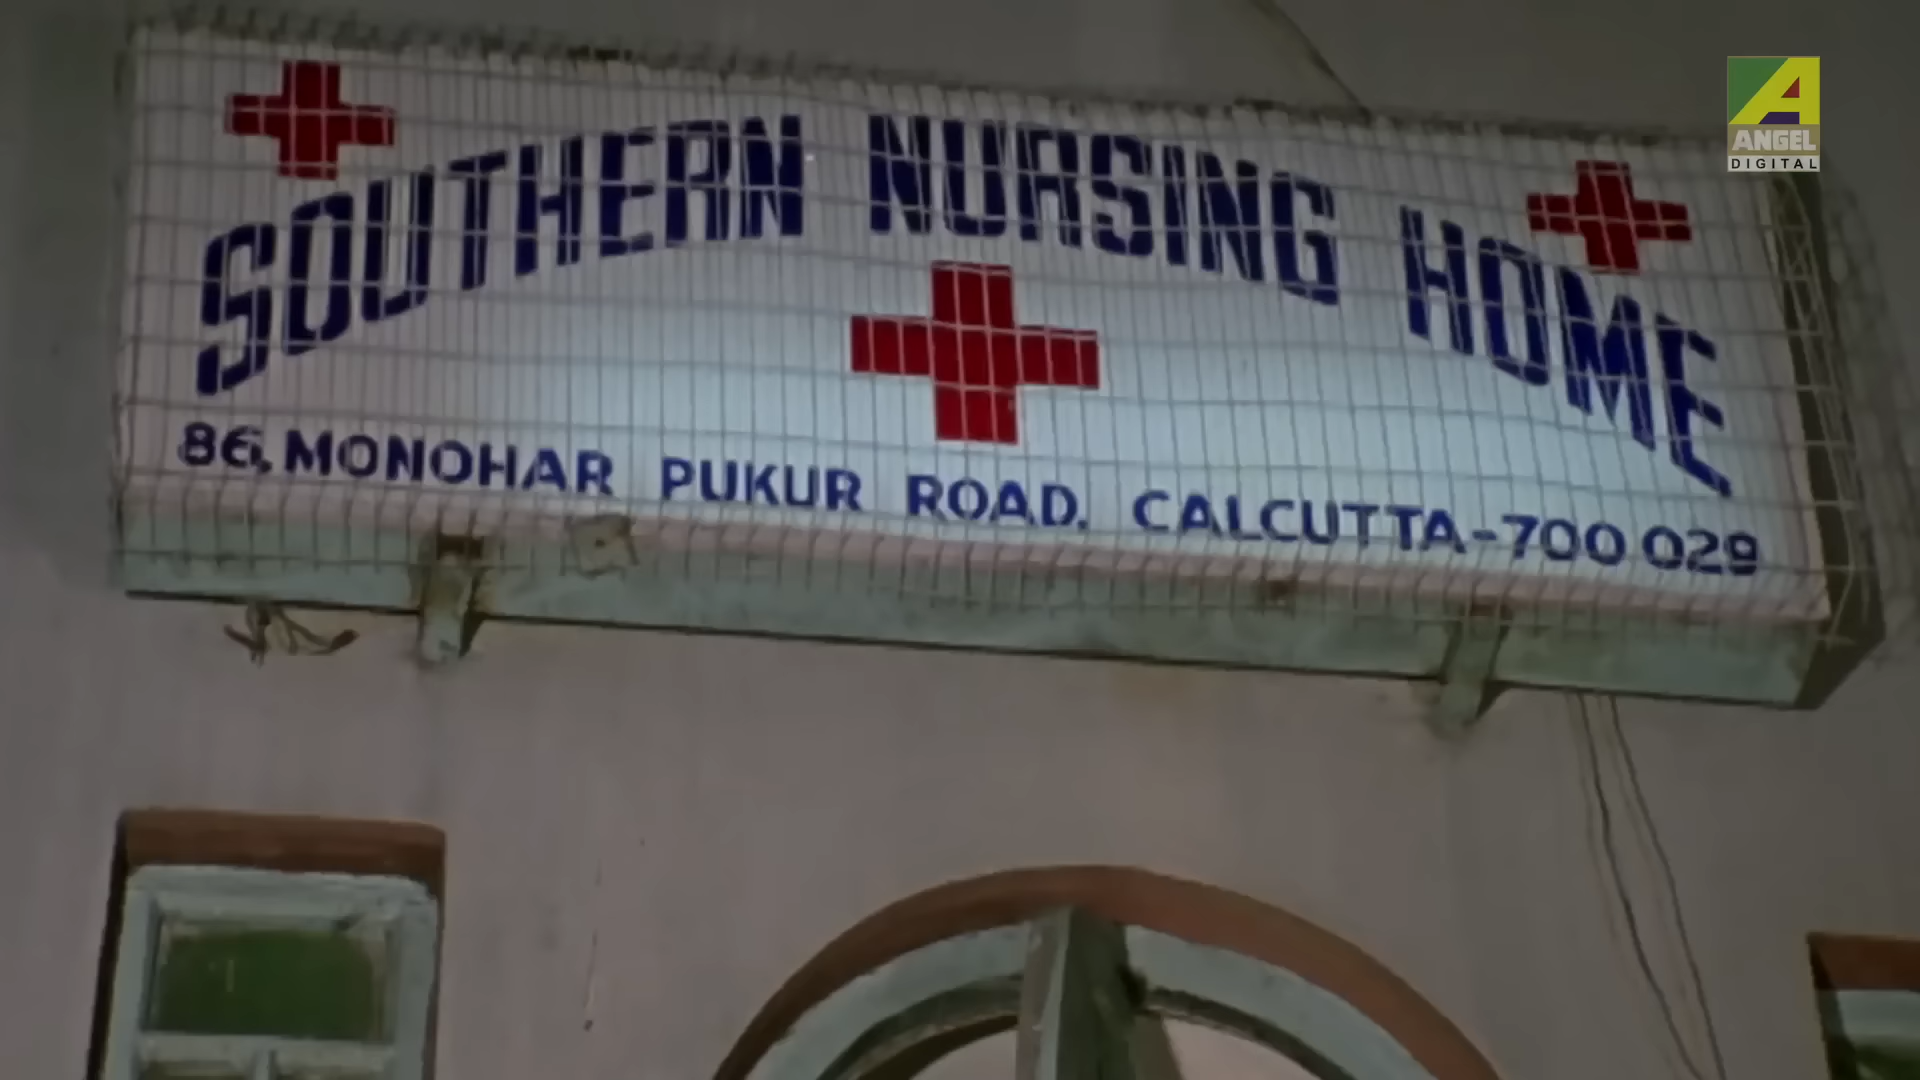 SOUTHERN NURSING HOME
86, MONOHAR PUKUR ROAD. CALCUTTA-700 029
ANGEL
DIGITAL